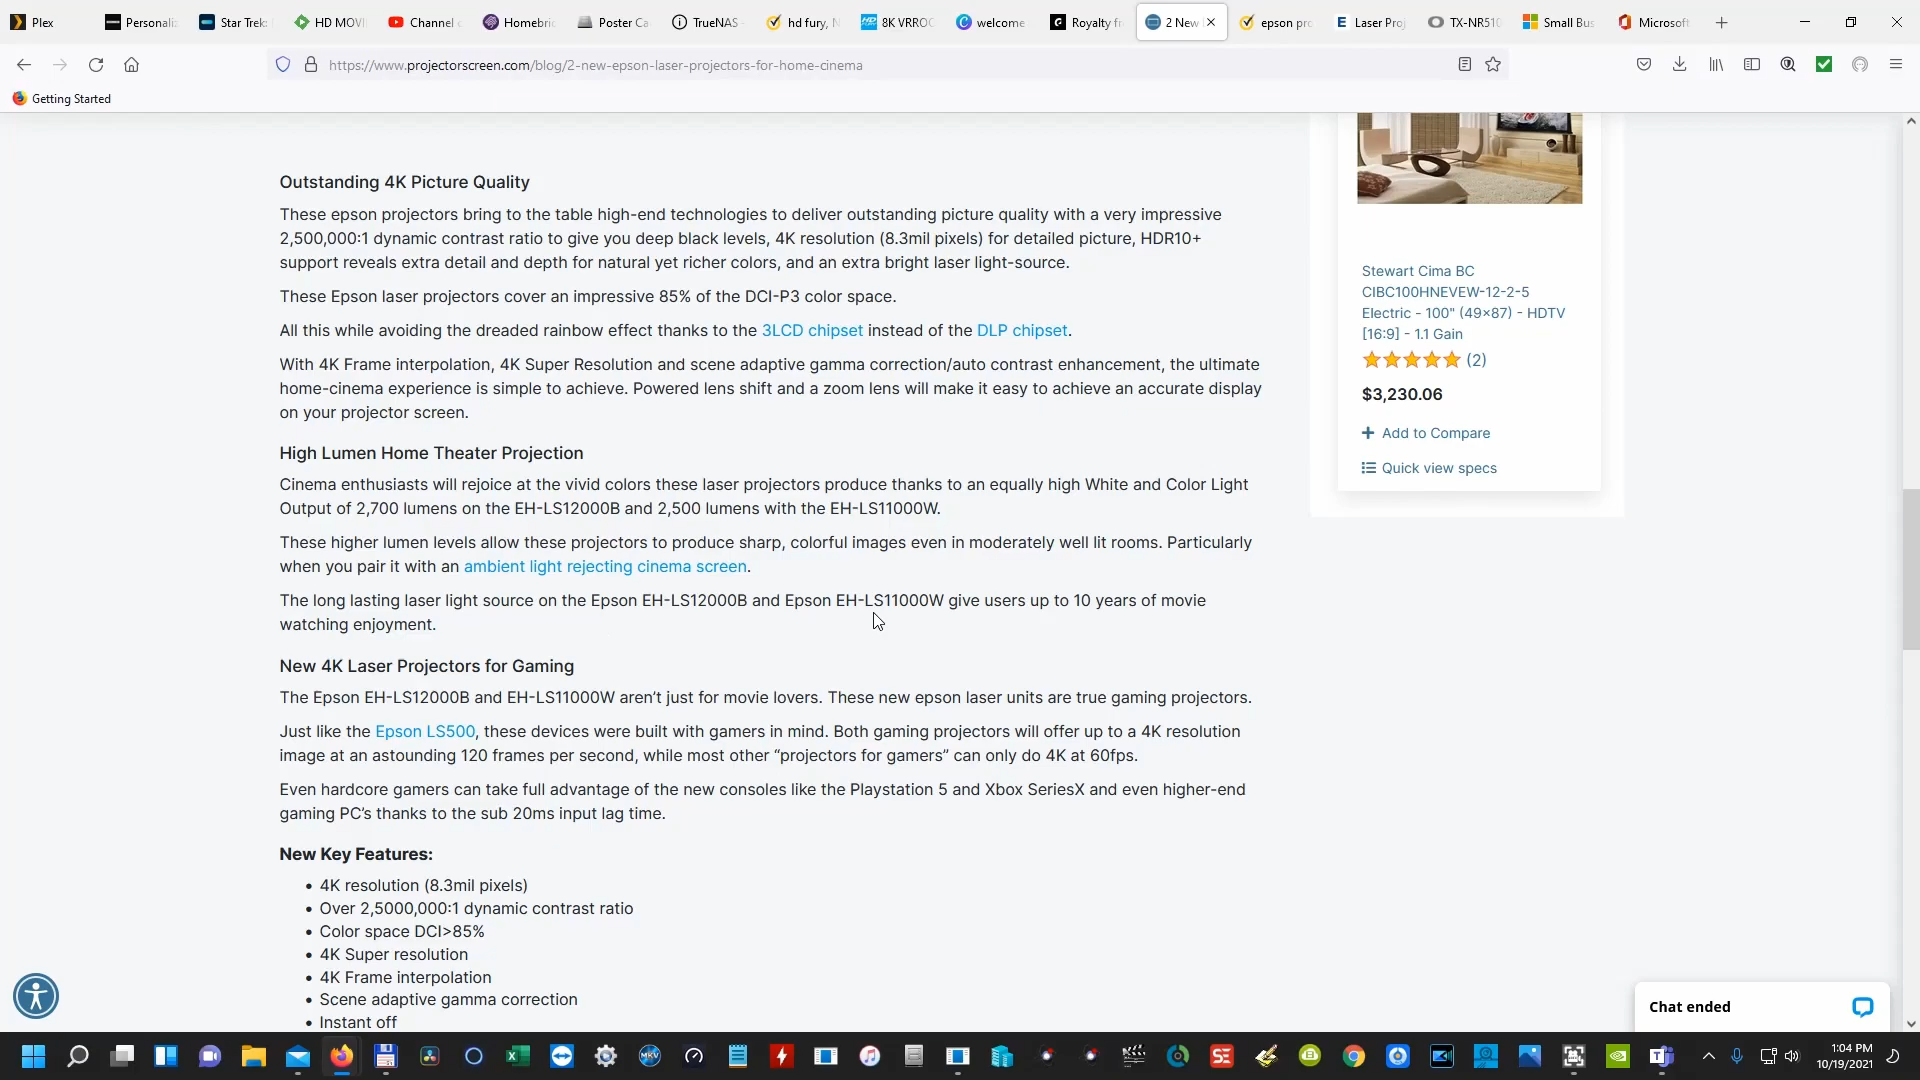 Plex
Personaliz
Star Trek:
HD MOVI
Channel c
Homebric
Poster Ca
TrueNAS -
hd fury, N
8K VRROO
welcome
Royalty fr
2 New
epson pro
Laser Proj
TX-NR510
Small Bus
Microsoft
https://www.projectorscreen.com/blog/2-new-epson-laser-projectors-for-home-cinema
Getting Started
Outstanding 4K Picture Quality
These epson projectors bring to the table high-end technologies to deliver outstanding picture quality with a very impressive
2,500,000:1 dynamic contrast ratio to give you deep black levels, 4K resolution (8.3mil pixels) for detailed picture, HDR10+
support reveals extra detail and depth for natural yet richer colors, and an extra bright laser light-source.
These Epson laser projectors cover an impressive 85% of the DCI-P3 color space.
All this while avoiding the dreaded rainbow effect thanks to the 3LCD chipset instead of the DLP chipset.
With 4K Frame interpolation, 4K Super Resolution and scene adaptive gamma correction/auto contrast enhancement, the ultimate
home-cinema experience is simple to achieve. Powered lens shift and a zoom lens will make it easy to achieve an accurate display
on your projector screen.
High Lumen Home Theater Projection
Cinema enthusiasts will rejoice at the vivid colors these laser projectors produce thanks to an equally high White and Color Light
Output of 2,700 lumens on the EH-LS12000B and 2,500 lumens with the EH-LS11000W.
These higher lumen levels allow these projectors to produce sharp, colorful images even in moderately well lit rooms. Particularly
when you pair it with an ambient light rejecting cinema screen.
The long lasting laser light source on the Epson EH-LS12000B and Epson EH-LS11000W give users up to 10 years of movie
watching enjoyment.
New 4K Laser Projectors for Gaming
The Epson EH-LS12000B and EH-LS11000W aren't just for movie lovers. These new epson laser units are true gaming projectors.
Just like the Epson LS500, these devices were built with gamers in mind. Both gaming projectors will offer up to a 4K resolution
image at an astounding 120 frames per second, while most other “projectors for gamers” can only do 4K at 60fps.
Even hardcore gamers can take full advantage of the new consoles like the Playstation 5 and Xbox SeriesX and even higher-end
gaming PC's thanks to the sub 20ms input lag time.
New Key Features:
• 4K resolution (8.3mil pixels)
• Over 2,5000,000:1 dynamic contrast ratio
• Color space DCI>85%
• 4K Super resolution
• 4K Frame interpolation
• Scene adaptive gamma correction
• Instant off
Stewart Cima BC
CIBC100HNEVEW-12-2-5
Electric - 100" (49x87) - HDTV
[16:9] - 1.1 Gain
(2)
$3,230.06
Add to Compare
Quick view specs
Chat ended
1:04 PM
10/19/2021